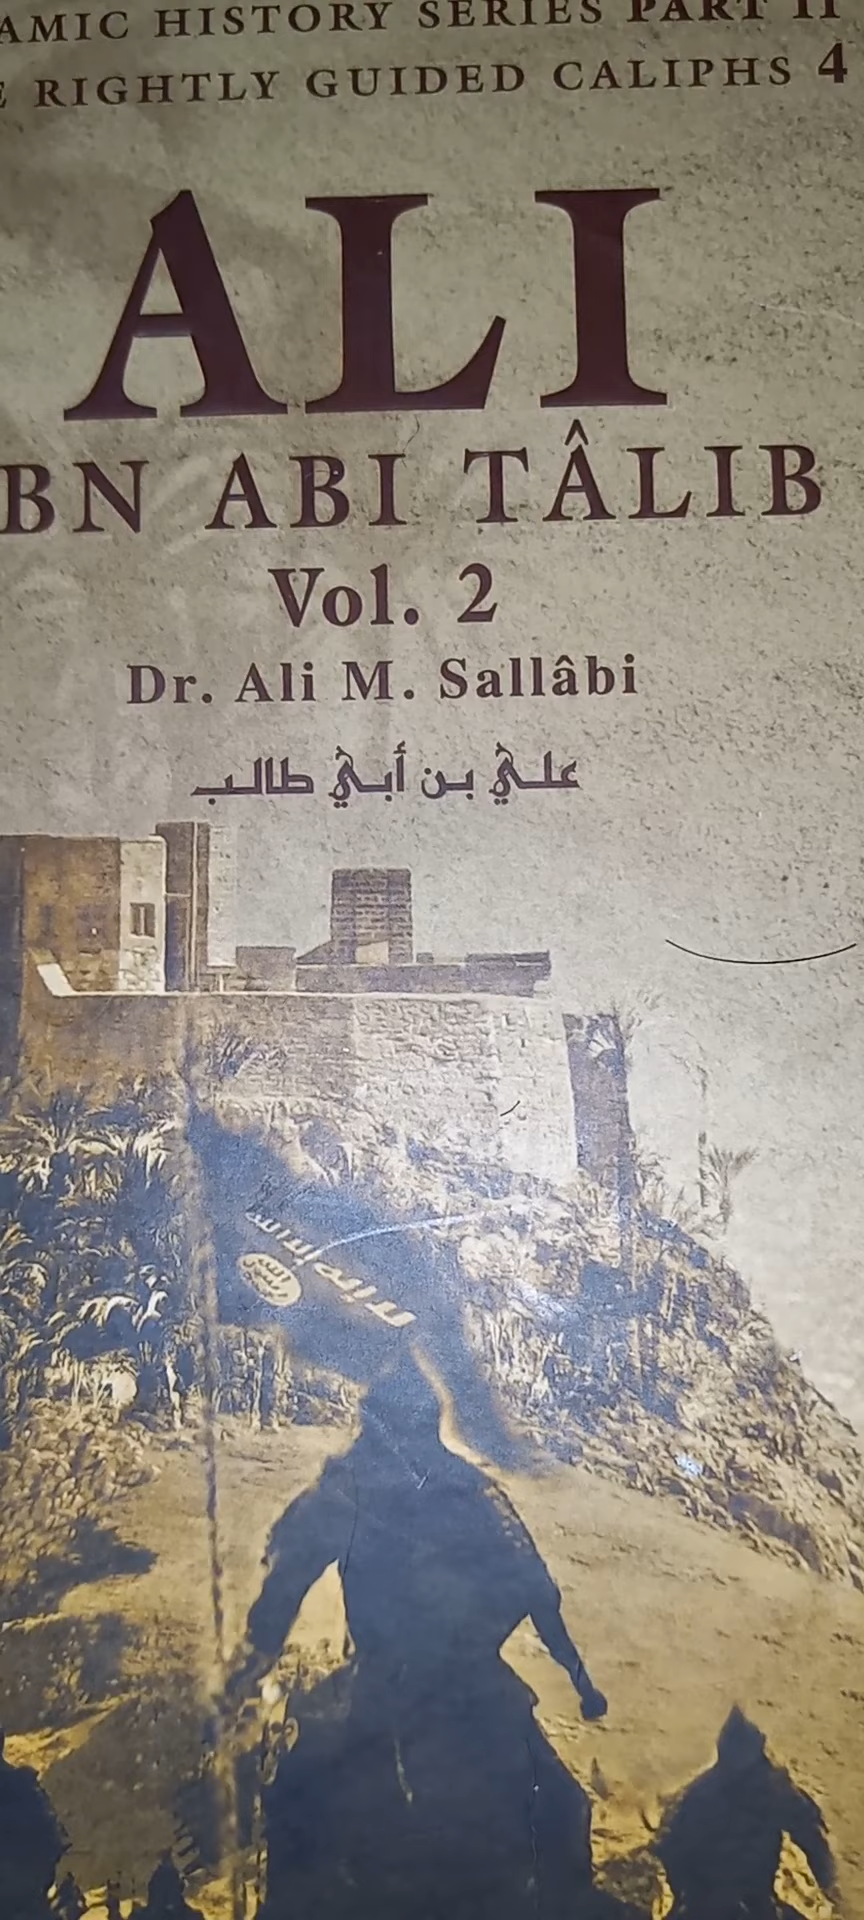 AMIC HISTORY SERIES PART II
E RIGHTLY GUIDED CALIPHS 4
ALI
BN ABI TÂLIB
Vol. 2
Dr. Ali M. Sallâbi
علي بن أبي طالب